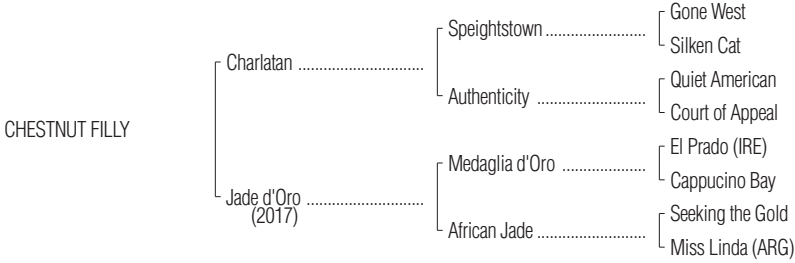 Gone West
Speightstown
Silken Cat
Charlatan
Quiet American
Authenticity
Court of Appeal
CHESTNUT FILLY
El Prado (IRE)
Medaglia d'Oro
Cappucino Bay
Jade d'Oro
(2017)
Seeking the Gold
African Jade
Miss Linda (ARG)